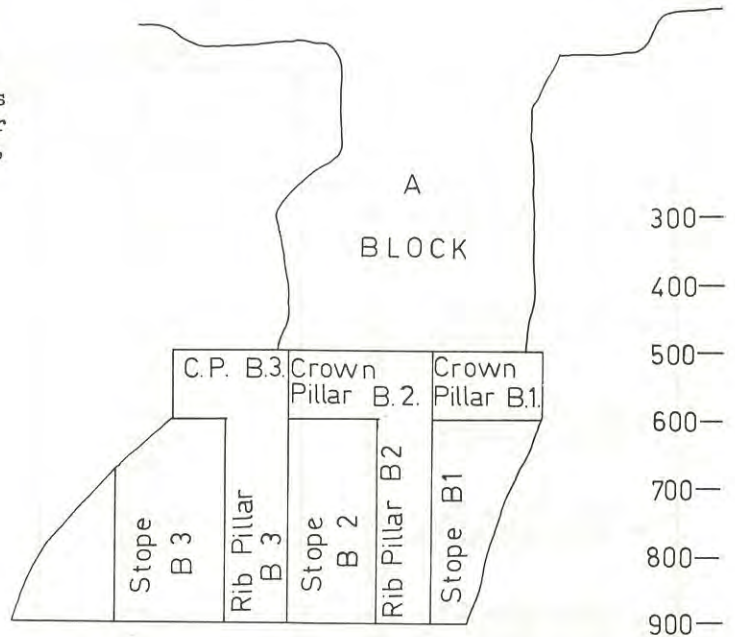 s
r
A
BLOCK
300
400
500
600
700
800
900
C.P. B.3.
Crown
Pillar B.2.
Crown
Pillar B.1.
Stope
B 3
Rib Pillar
B 3
Stope
B 2
Rib Pillar B2
Stope B1